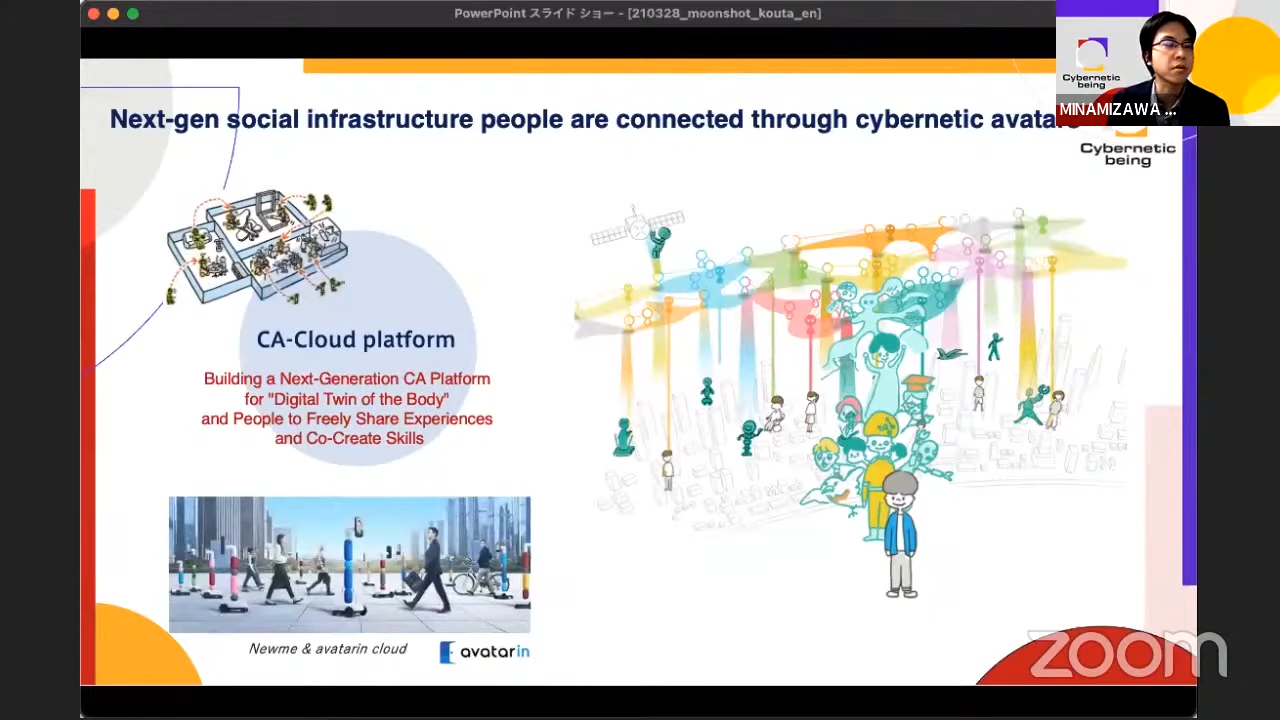 PowerPoint スライド ショー - [210328_moonshot_kouta_en]
Cybernetic
being
MINAMIZAWA ...
Next-gen social infrastructure people are connected through cybernetic avatars
Cybernetic
being
CA-Cloud platform
Building a Next-Generation CA Platform
for "Digital Twin of the Body"
and People to Freely Share Experiences
and Co-Create Skills
Newme & avatarin cloud
avatarin
zoom